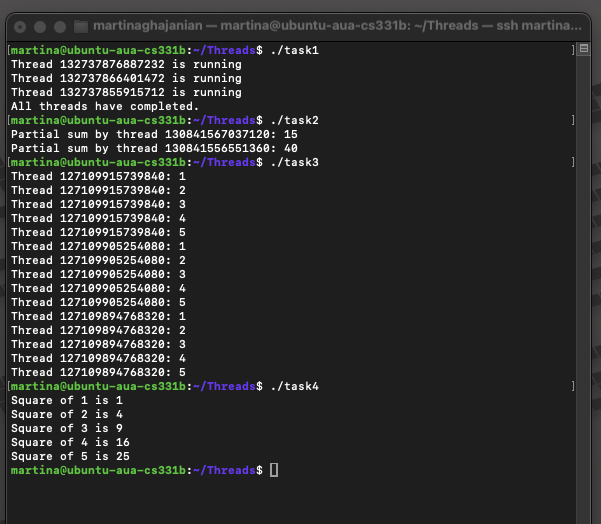 martinaghajanian — martina@ubuntu-aua-cs331b: ~/Threads — ssh martina...
[martina@ubuntu-aua-cs331b:~/Threads$ ./task1 ]
Thread 132737876887232 is running
Thread 132737866401472 is running
Thread 132737855915712 is running
All threads have completed.
[martina@ubuntu-aua-cs331b:~/Threads$ ./task2 ]
Partial sum by thread 130841567037120: 15
Partial sum by thread 130841556551360: 40
[martina@ubuntu-aua-cs331b:~/Threads$ ./task3 ]
Thread 127109915739840: 1
Thread 127109915739840: 2
Thread 127109915739840: 3
Thread 127109915739840: 4
Thread 127109915739840: 5
Thread 127109905254080: 1
Thread 127109905254080: 2
Thread 127109905254080: 3
Thread 127109905254080: 4
Thread 127109905254080: 5
Thread 127109894768320: 1
Thread 127109894768320: 2
Thread 127109894768320: 3
Thread 127109894768320: 4
Thread 127109894768320: 5
[martina@ubuntu-aua-cs331b:~/Threads$ ./task4 ]
Square of 1 is 1
Square of 2 is 4
Square of 3 is 9
Square of 4 is 16
Square of 5 is 25
martina@ubuntu-aua-cs331b:~/Threads$